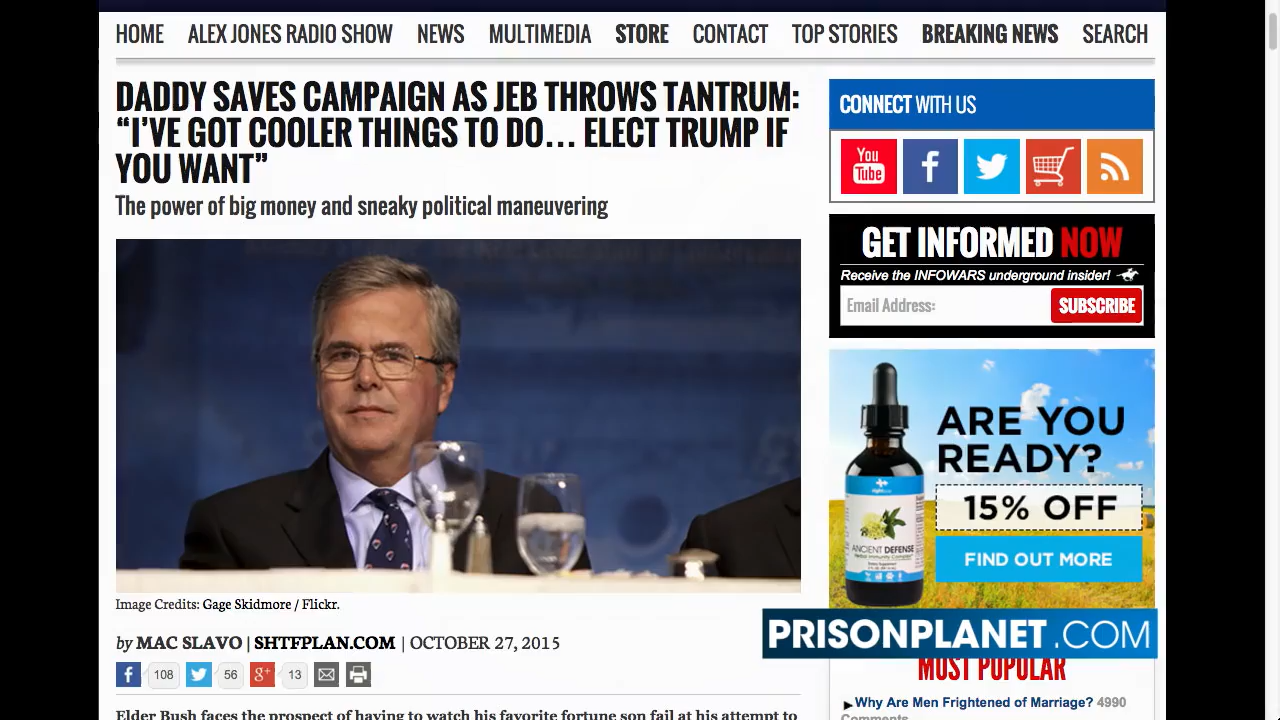 HOME ALEX JONES RADIO SHOW NEWS MULTIMEDIA STORE CONTACT TOP STORIES BREAKING NEWS SEARCH
DADDY SAVES CAMPAIGN AS JEB THROWS TANTRUM:
“I’VE GOT COOLER THINGS TO DO… ELECT TRUMP IF
YOU WANT”
The power of big money and sneaky political maneuvering
Image Credits: Gage Skidmore / Flickr.
by MAC SLAVO | SHTFPLAN.COM | OCTOBER 27, 2015
108 56 13
Elder Bush faces the prospect of having to watch his favorite fortune son fail at his attempt to
CONNECT WITH US
You
Tube
GET INFORMED NOW
Receive the INFOWARS underground insider!
Email Address: SUBSCRIBE
ARE YOU
READY?
15% OFF
FIND OUT MORE
ANCIENT DEFENSE
PRISONPLANET.COM
MOST POPULAR
Why Are Men Frightened of Marriage? 4990
Comments